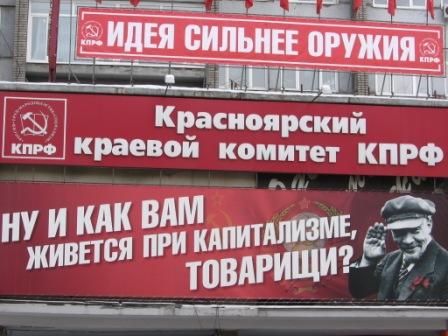 КПРФ ИДЕЯ СИЛЬНЕЕ ОРУЖИЯ КПРФ
Красноярский
КПРФ краевой комитет КПРФ
НУ И КАК ВАМ
ЖИВЕТСЯ ПРИ КАПИТАЛИЗМЕ,
ТОВАРИЩИ?